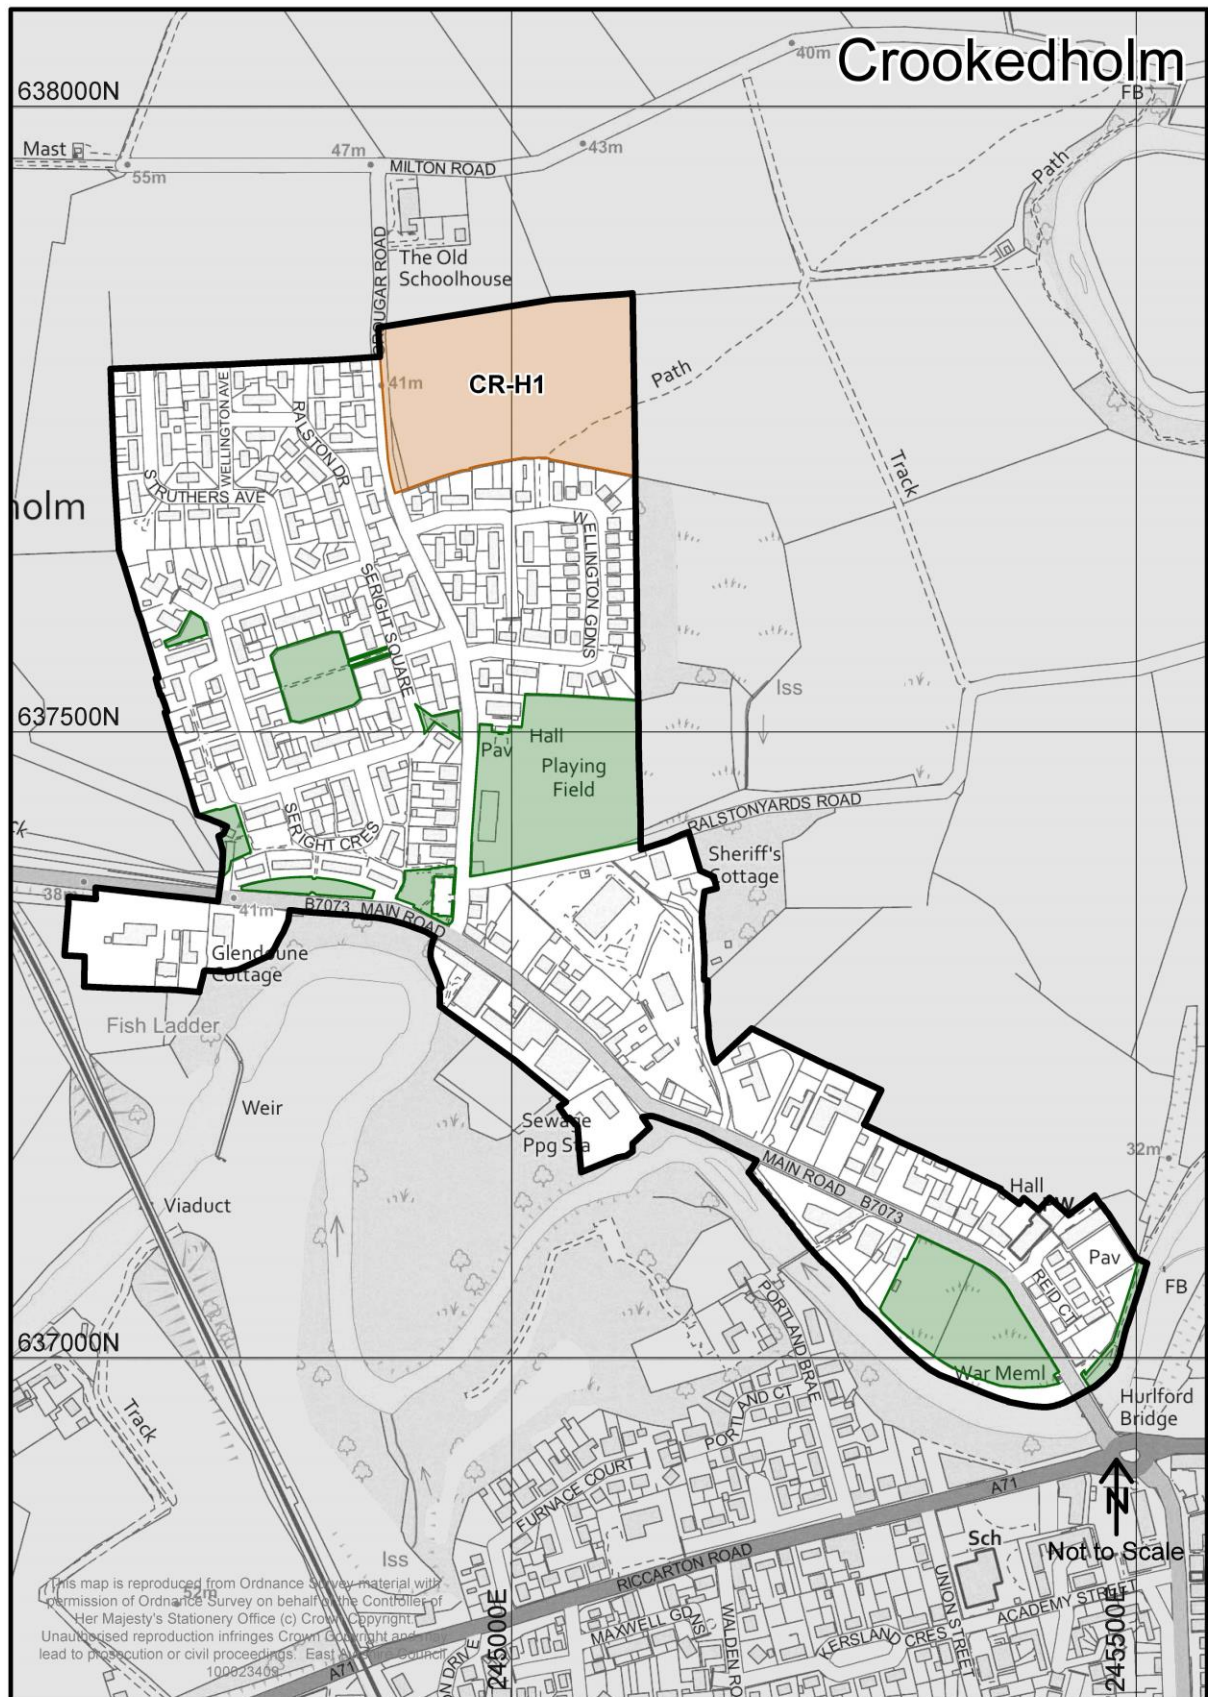 Crookedholm
40m
638000N
FB
Mast
47m
43m
MILTON ROAD
55m
Path
The Old
Schoolhouse
41m
CR-H1
Path
WELLINGTON AVE
RALSTON DR
Track
STRUTHERS AVE
holm
WELLINGTON GDNS
SERIGHT SQUARE
Iss
637500N
Pav
Hall
Playing
Field
RALSTONYARDS ROAD
SERIGHT CRES
Sheriff's
Cottage
38m
41m
B7073 MAIN ROAD
Glendoune
Cottage
Fish Ladder
Weir
Sewage
Ppg Sta
32m
MAIN ROAD B7073
Hall
Viaduct
Pav
REID CT
FB
PORTLAND BRAE
637000N
War Meml
Hurlford
Bridge
Track
PORTLAND CT
FURNACE COURT
A71
N
Sch
Not to Scale
Iss
RICCARTON ROAD
This map is reproduced from Ordnance Survey material with
52m
permission of Ordnance Survey on behalf of the Controller of
Her Majesty's Stationery Office (c) Crown Copyright.
Unauthorised reproduction infringes Crown Copyright and may
lead to prosecution or civil proceedings. East Ayrshire Council
100023409
245000E
MAXWELL GDNS
WALDEN RO
KERSLAND CRES
UNION STREET
ACADEMY STREET
245500E
A71
ON DRIVE